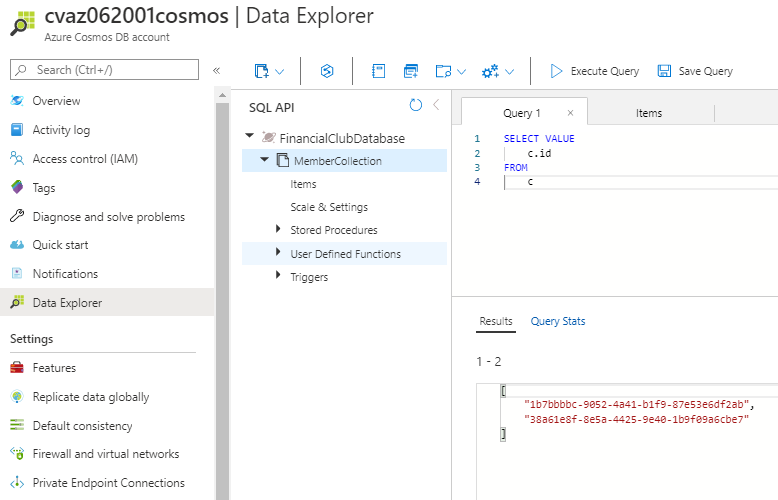 cvaz062001cosmos | Data Explorer
Azure Cosmos DB account
Search (Ctrl+/)
«
Overview
Activity log
Access control (IAM)
Tags
Diagnose and solve problems
Quick start
Notifications
Data Explorer
Settings
Features
Replicate data globally
Default consistency
Firewall and virtual networks
Private Endpoint Connections
Execute Query
Save Query
SQL API
FinancialClubDatabase
MemberCollection
Items
Scale & Settings
Stored Procedures
User Defined Functions
Triggers
Query 1 ×
Items
1 SELECT VALUE
2 c.id
3 FROM
4 c
Results
Query Stats
1 - 2
[
"1b7bbbbc-9052-4a41-b1f9-87e53e6df2ab",
"38a61e8f-8e5a-4425-9e40-1b9f09a6cbe7"
]